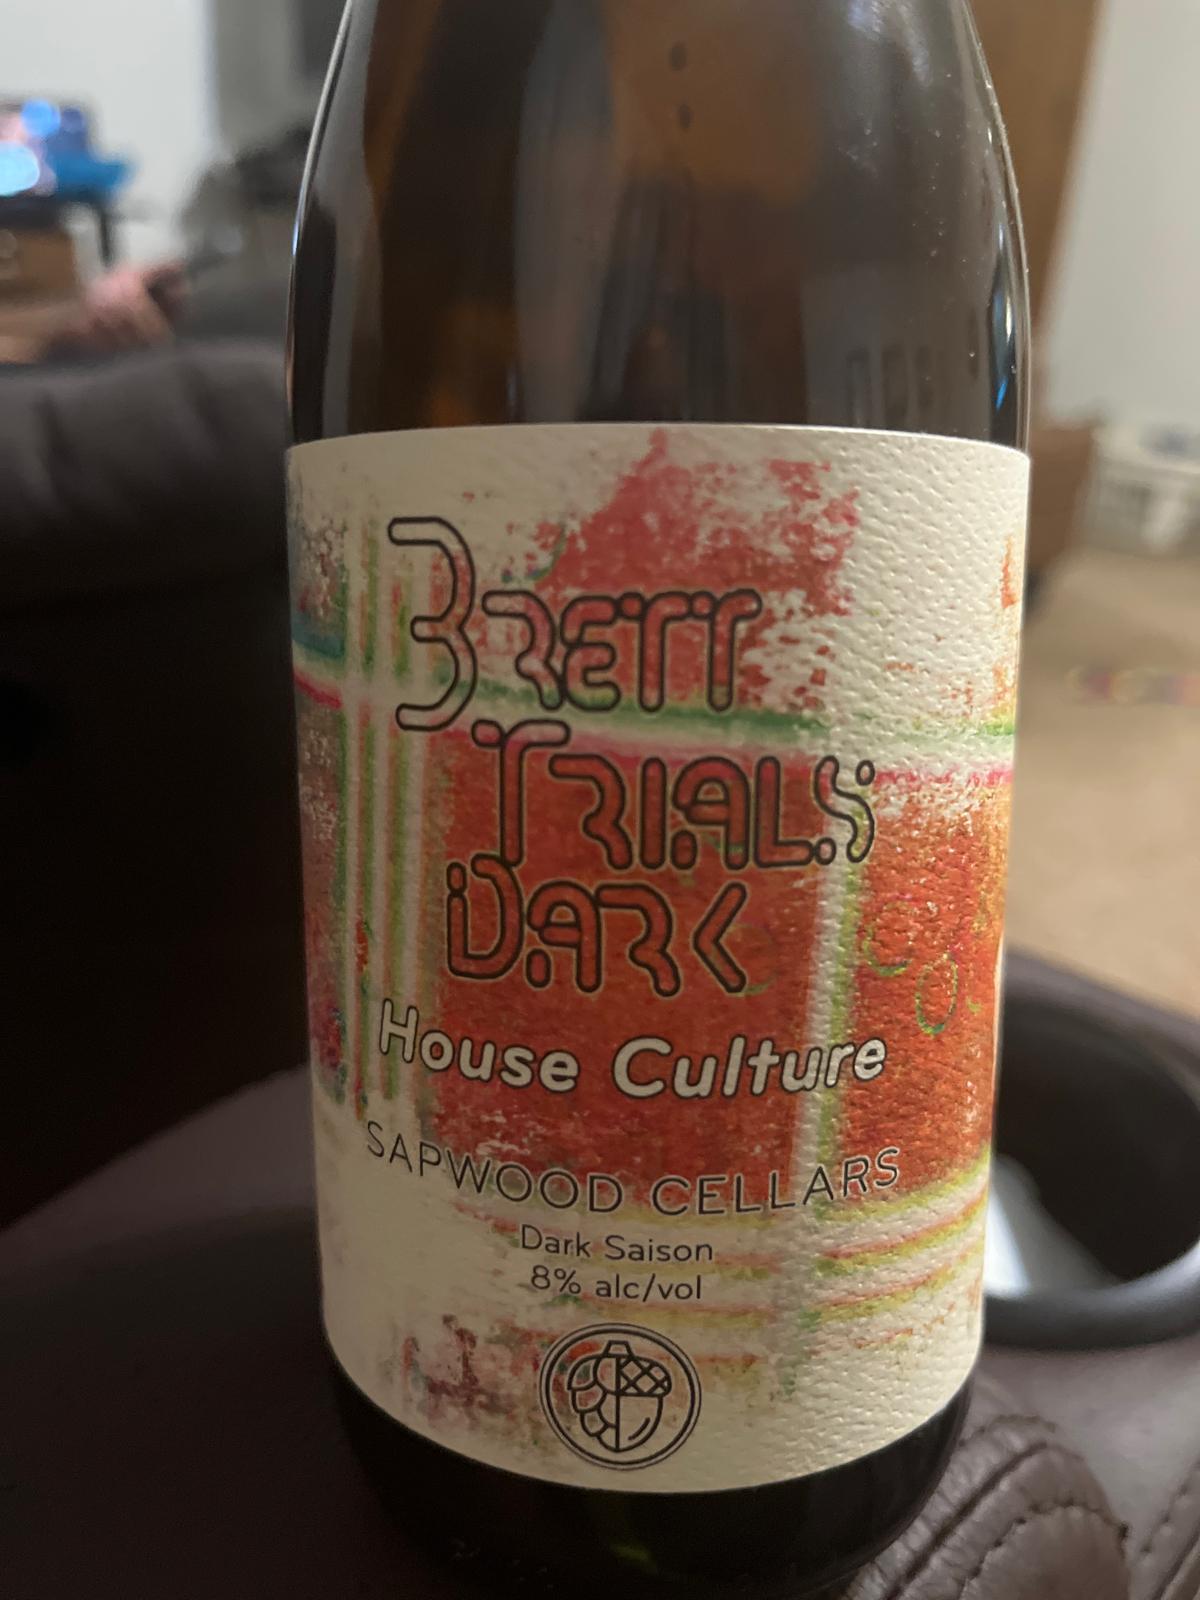 Brett
Trials
Dark
House Culture
SAPWOOD CELLARS
Dark Saison
8% alc/vol